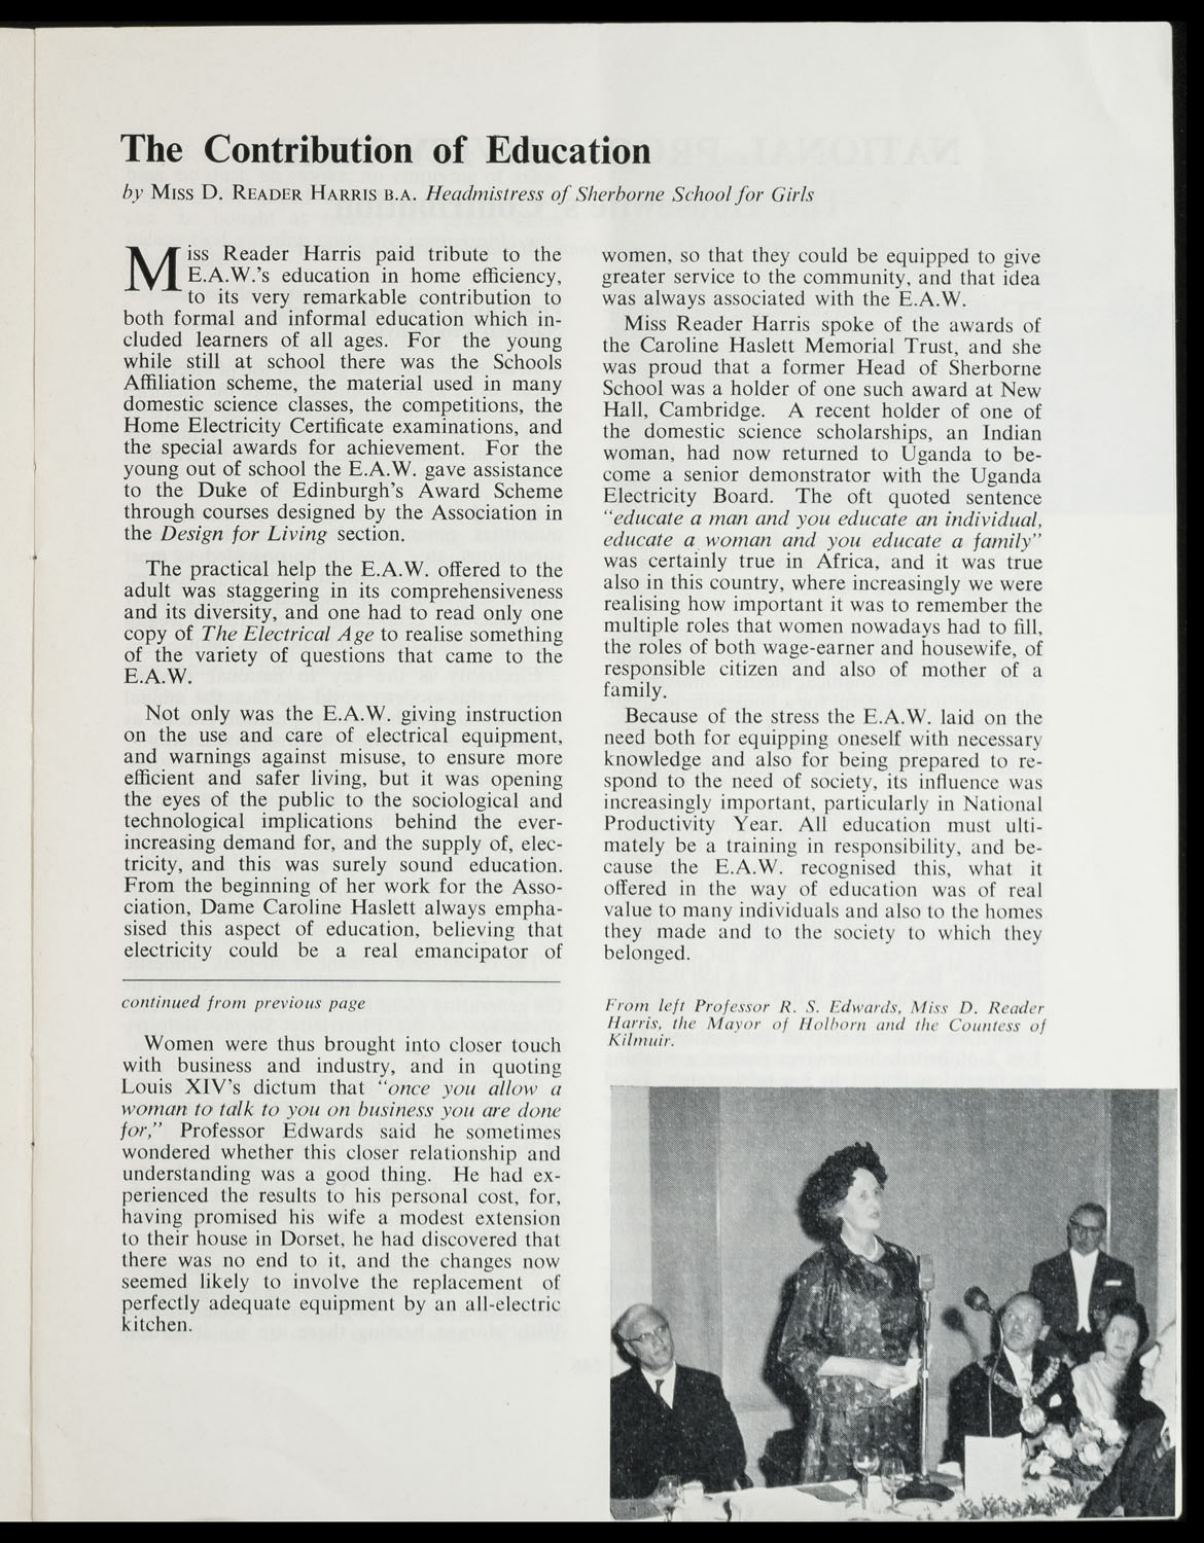 The Contribution of Education
by Miss D. Reader Harris B.A. Headmistress of Sherborne School for Girls
Miss Reader Harris paid tribute to the
E.A.W.'s education in home efficiency,
to its very remarkable contribution to
both formal and informal education which in-
cluded learners of all ages. For the young
while still at school there was the Schools
Affiliation scheme, the material used in many
domestic science classes, the competitions, the
Home Electricity Certificate examinations, and
the special awards for achievement. For the
young out of school the E.A.W. gave assistance
to the Duke of Edinburgh's Award Scheme
through courses designed by the Association in
the Design for Living section.
The practical help the E.A.W. offered to the
adult was staggering in its comprehensiveness
and its diversity, and one had to read only one
copy of The Electrical Age to realise something
of the variety of questions that came to the
E.A.W.
Not only was the E.A.W. giving instruction
on the use and care of electrical equipment,
and warnings against misuse, to ensure more
efficient and safer living, but it was opening
the eyes of the public to the sociological and
technological implications behind the ever-
increasing demand for, and the supply of, elec-
tricity, and this was surely sound education.
From the beginning of her work for the Asso-
ciation, Dame Caroline Haslett always empha-
sised this aspect of education, believing that
electricity could be a real emancipator of
women, so that they could be equipped to give
greater service to the community, and that idea
was always associated with the E.A.W.
Miss Reader Harris spoke of the awards of
the Caroline Haslett Memorial Trust, and she
was proud that a former Head of Sherborne
School was a holder of one such award at New
Hall, Cambridge. A recent holder of one of
the domestic science scholarships, an Indian
woman, had now returned to Uganda to be-
come a senior demonstrator with the Uganda
Electricity Board. The oft quoted sentence
"educate a man and you educate an individual,
educate a woman and you educate a family"
was certainly true in Africa, and it was true
also in this country, where increasingly we were
realising how important it was to remember the
multiple roles that women nowadays had to fill,
the roles of both wage-earner and housewife, of
responsible citizen and also of mother of a
family.
Because of the stress the E.A.W. laid on the
need both for equipping oneself with necessary
knowledge and also for being prepared to re-
spond to the need of society, its influence was
increasingly important, particularly in National
Productivity Year. All education must ulti-
mately be a training in responsibility, and be-
cause the E.A.W. recognised this, what it
offered in the way of education was of real
value to many individuals and also to the homes
they made and to the society to which they
belonged.
continued from previous page
Women were thus brought into closer touch
with business and industry, and in quoting
Louis XIV's dictum that "once you allow a
woman to talk to you on business you are done
for," Professor Edwards said he sometimes
wondered whether this closer relationship and
understanding was a good thing. He had ex-
perienced the results to his personal cost, for,
having promised his wife a modest extension
to their house in Dorset, he had discovered that
there was no end to it, and the changes now
seemed likely to involve the replacement of
perfectly adequate equipment by an all-electric
kitchen.
From left Professor R. S. Edwards, Miss D. Reader
Harris, the Mayor of Holborn and the Countess of
Kilmuir.